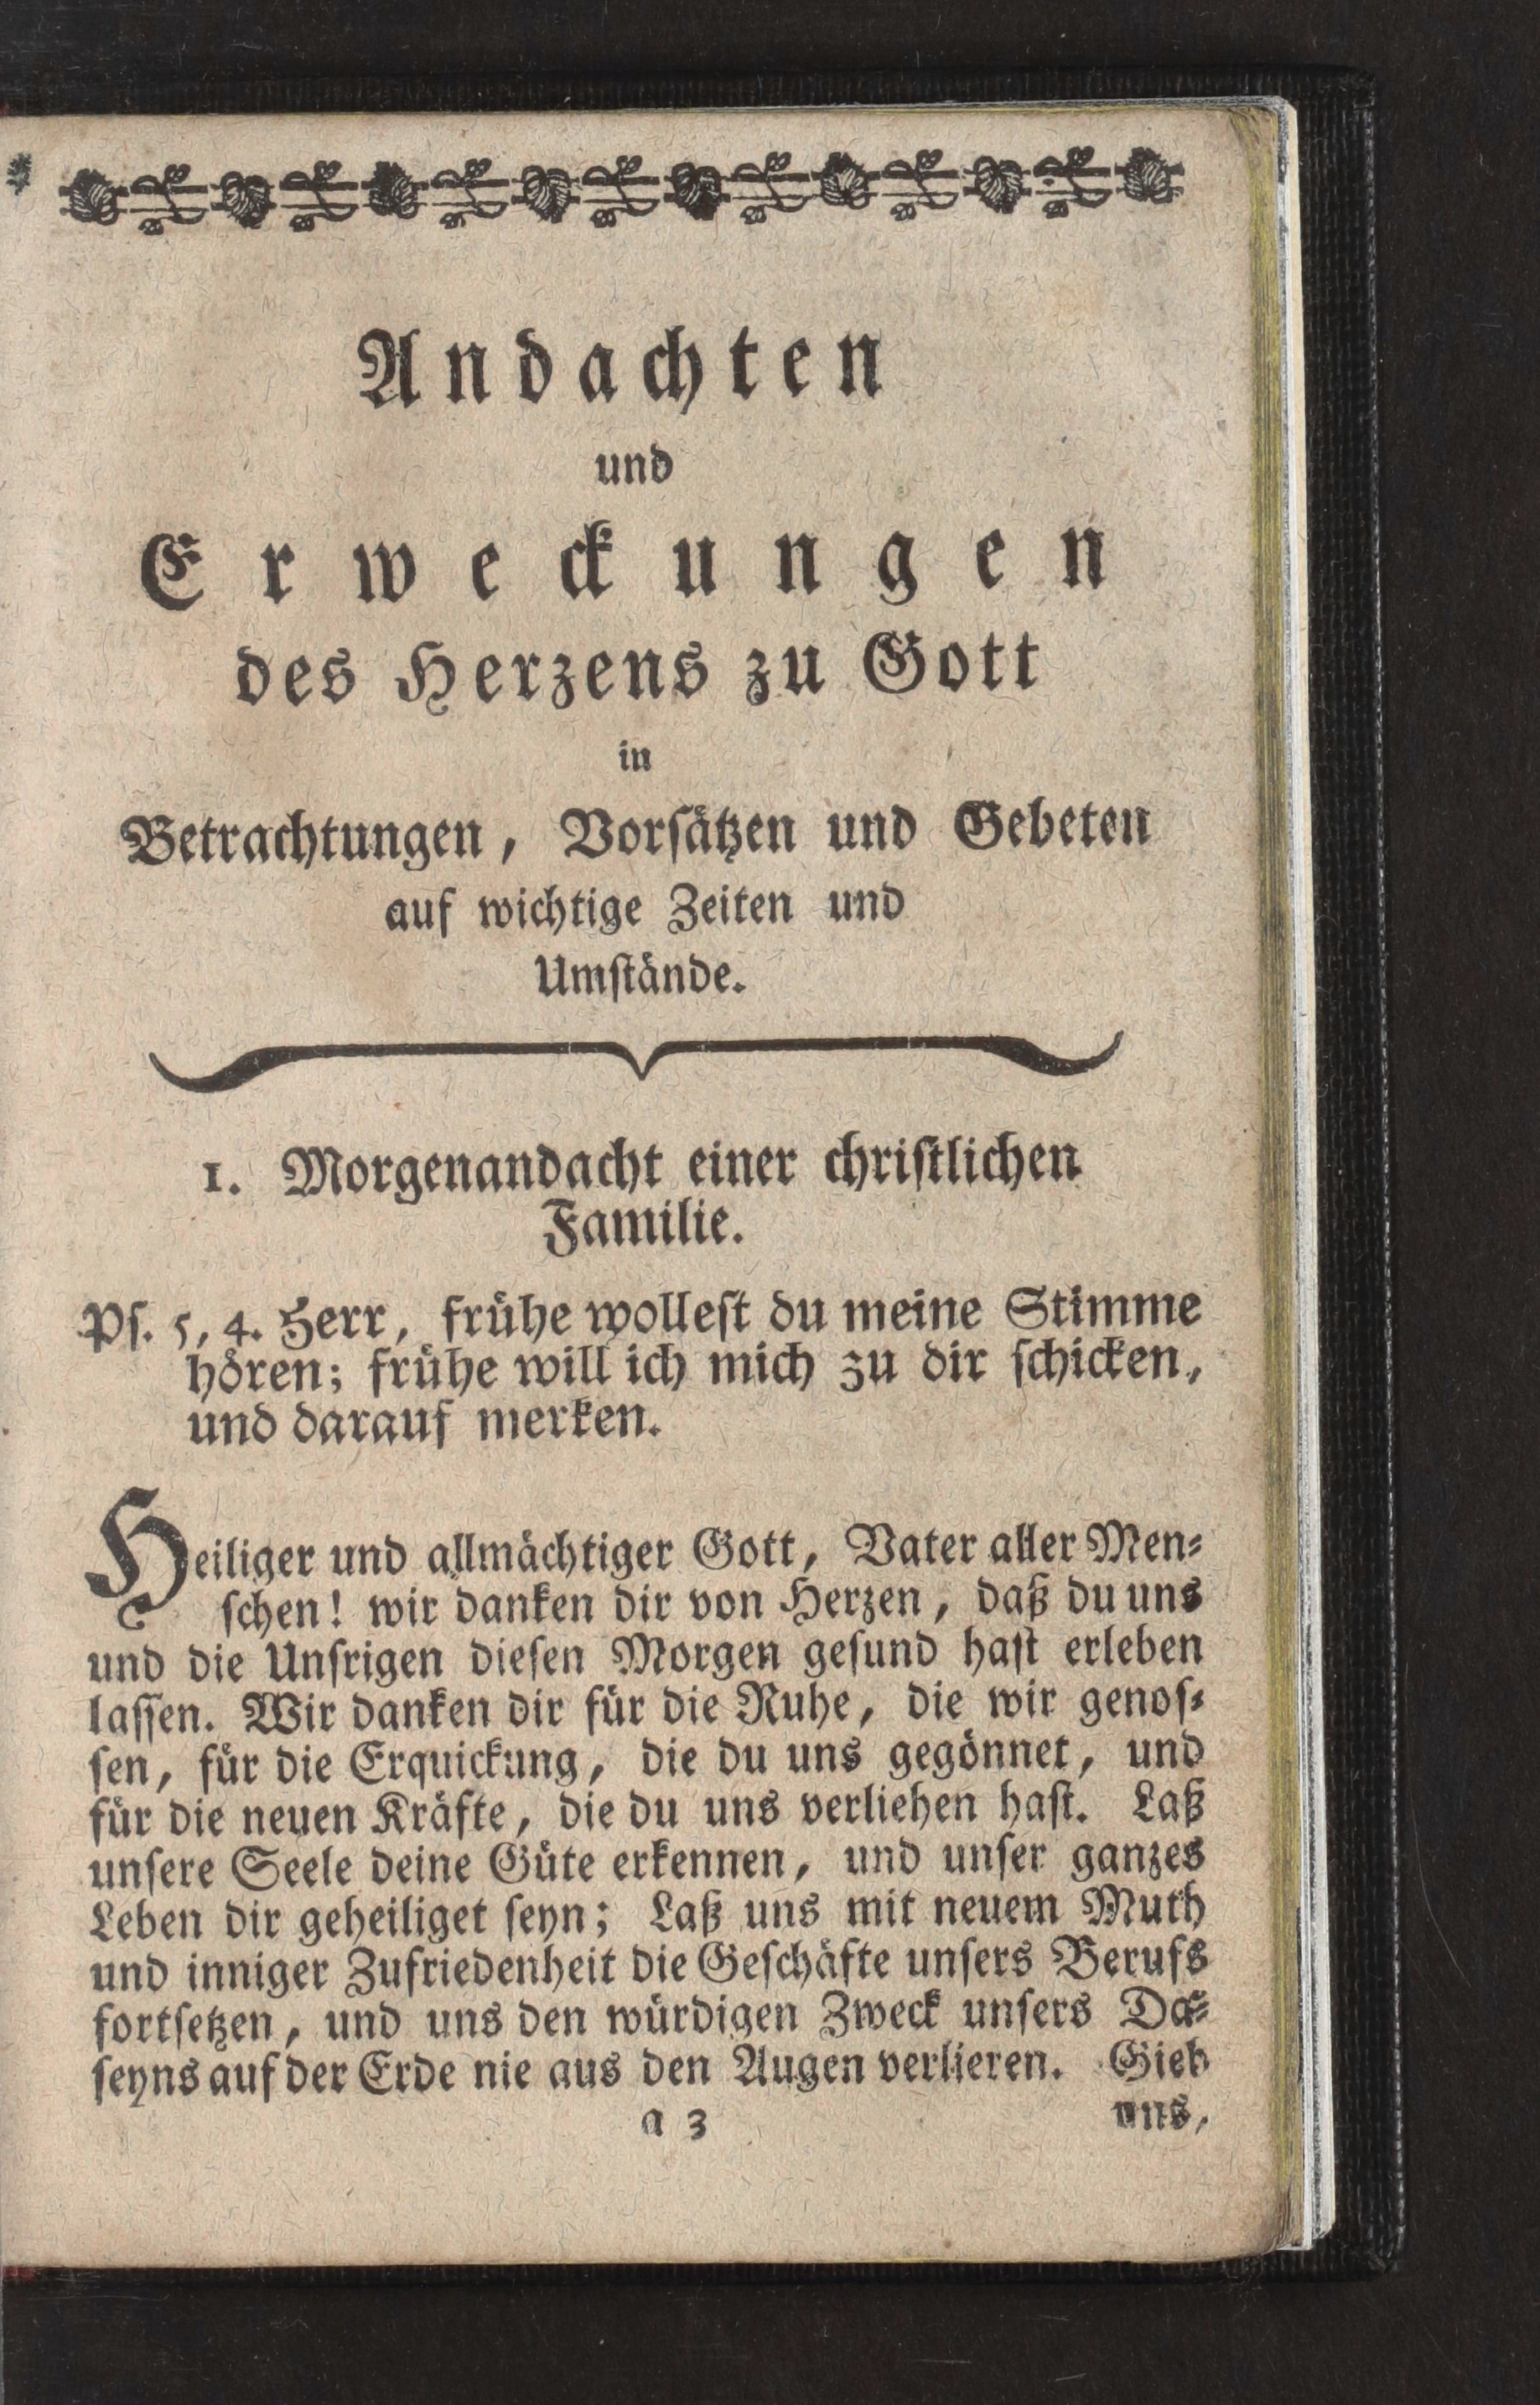 Andachten
und
Erweckungen
des Herzens zu Gott
in
Betrachtungen, Vorſätzen und Gebeten
auf wichtige Zeiten und
Umſtände.
1. Morgenandacht einer chriſtlichen
Familie.
Pſ. 5, 4. Herr, frühe wolleſt du meine Stimme
hören; frühe will ich mich zu dir ſchicken,
und darauf merken.
Heiliger und allmächtiger Gott, Vater aller Men⸗
ſchen! wir danken dir von Herzen, daß du uns
und die Unſrigen dieſen Morgen geſund haſt erleben
laſſen. Wir danken dir für die Ruhe, die wir genoſ⸗
ſen, für die Erquickung, die du uns gegönnet, und
für die neuen Kräfte, die du uns verliehen haſt. Laß
unſere Seele deine Güte erkennen, und unſer ganzes
Leben dir geheiliget ſeyn; Laß uns mit neuem Muth
und inniger Zufriedenheit die Geſchäfte unſers Berufs
fortſetzen, und uns den würdigen Zweck unſers Da⸗
ſeyns auf der Erde nie aus den Augen verlieren. Gieb
a 3 uns,